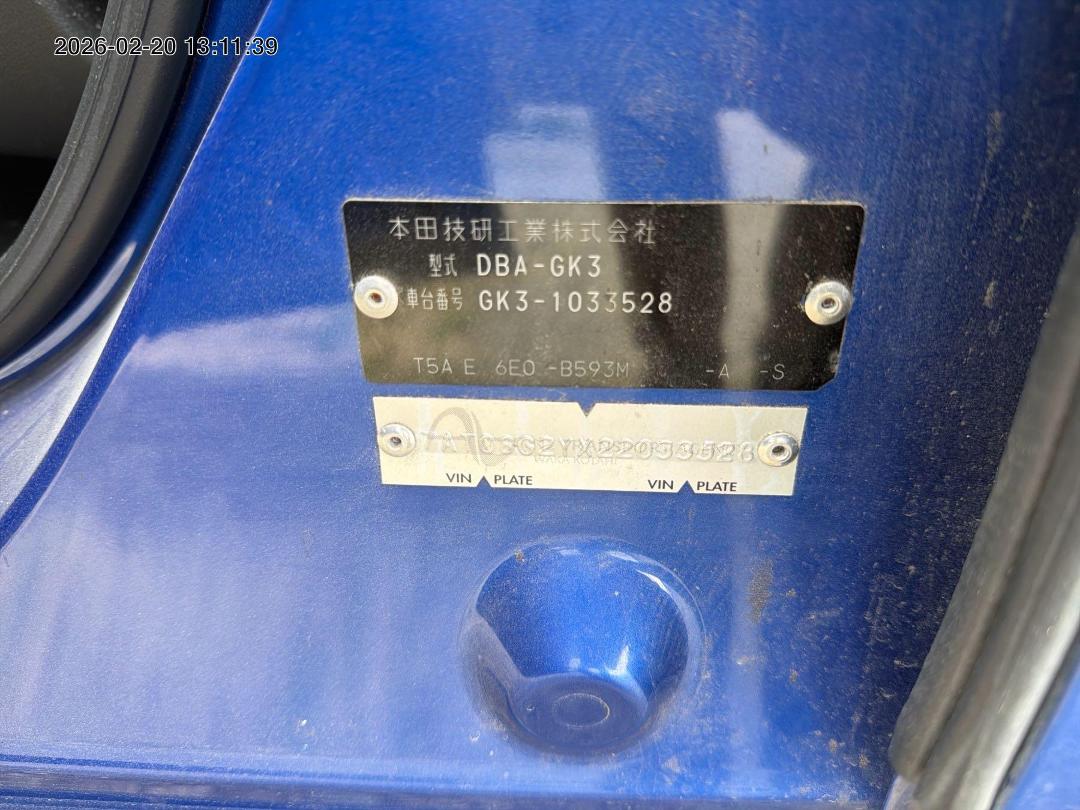 2026-02-20 13:11:39
本田技研工業株式会社
型式 DBA-GK3
車台番号 GK3-1033528
T5A E 6E0 -B593M -A -S
VIN PLATE VIN PLATE